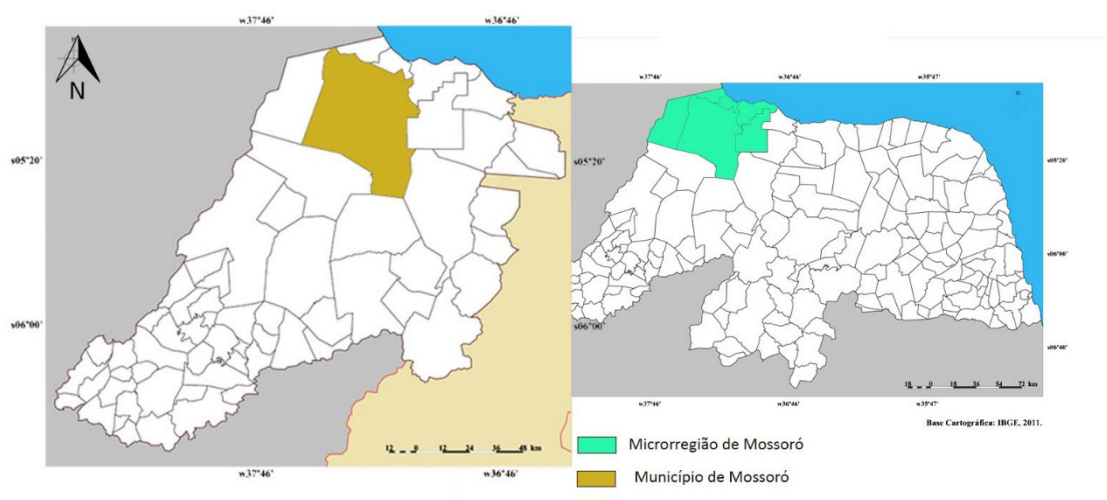 w37°46' w36°46'
N
s05°20'
s06°00'
12 0 12 24 36 48 km
w37°46' w36°46'
w37°46' w36°46' w35°47'
N
s05°20' s05°20'
s06°00'
s06°00'
s06°40'
18 0 18 36 54 72 km
w37°46' w36°46' w35°47'
Base Cartográfica: IBGE, 2011.
Microrregião de Mossoró
Município de Mossoró